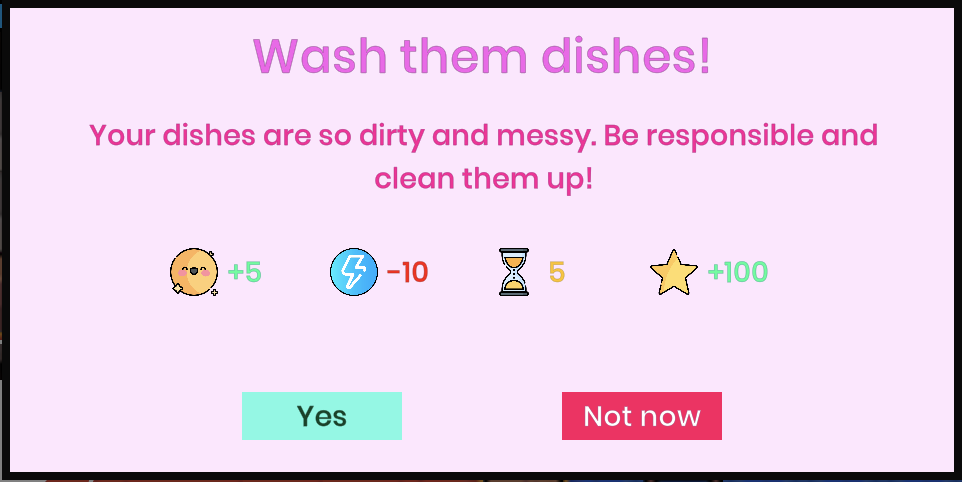 Wash them dishes!
Your dishes are so dirty and messy. Be responsible and
clean them up!
+5 -10 5 +100
Yes Not now